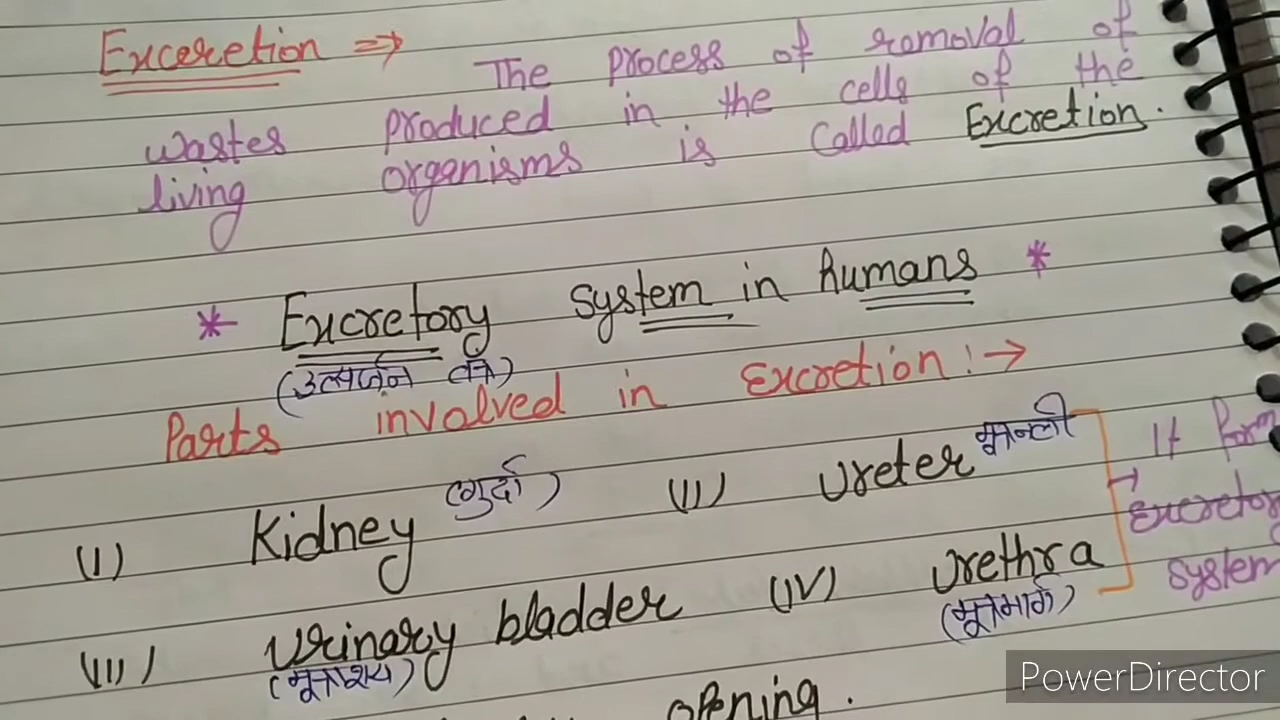 Excretion ⇒ The process of removal of
wastes produced in the cells of the
living organisms is called Excretion.
* Excretory system in humans *
(उत्सर्जन तंत्र)
Parts involved in Excretion :→
(I) Kidney (गुर्दा) (II) Ureter मूत्रनली
(III) Urinary bladder (IV) Urethra
(मूत्राशय) (मूत्रमार्ग)
It form
Excretory
system
opening.
PowerDirector